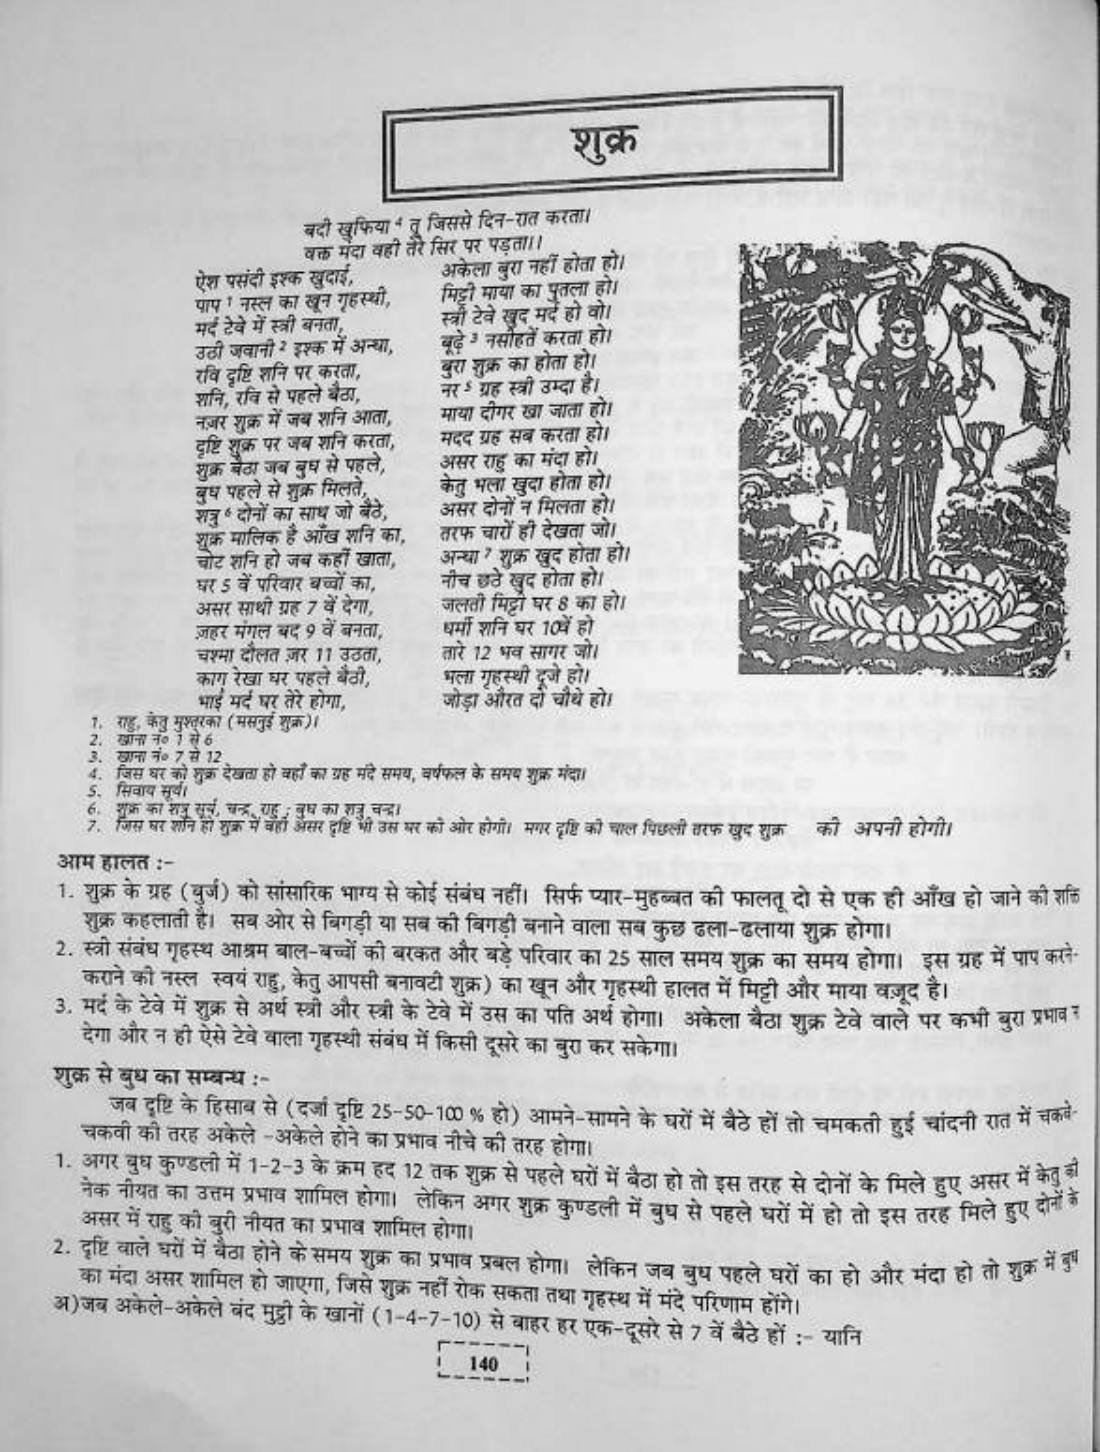 शुक्र
बदी खुफिया ⁴ तु जिससे दिन-रात करता।
वक्त मंदा वही तेरे सिर पर पड़ता।।
ऐश पसंदी इश्क खुदाई, अकेला बुरा नहीं होता हो।
पाप ¹ नस्ल का खून गृहस्थी, मिट्टी माया का पुतला हो।
मर्द टेवे में स्त्री बनता, स्त्री टेवे खुद मर्द हो वो।
उठी जवानी ² इश्क में अन्धा, बूढ़े ³ नसीहतें करता हो।
रवि दृष्टि शनि पर करता, बुरा शुक्र का होता हो।
शनि, रवि से पहले बैठा, नर ⁵ ग्रह स्त्री उम्दा है।
नज़र शुक्र में जब शनि आता, माया दीगर खा जाता हो।
दृष्टि शुक्र पर जब शनि करता, मदद ग्रह सब करता हो।
शुक्र बैठा जब बुध से पहले, असर राहु का मंदा हो।
बुध पहले से शुक्र मिलते, केतु भला खुदा होता हो।
शत्रु ⁶ दोनों का साथ जो बैठे, असर दोनों न मिलता हो।
शुक्र मालिक है आँख शनि का, तरफ चारों ही देखता जो।
चोट शनि हो जब कहीं खाता, अन्धा ⁷ शुक्र खुद होता हो।
घर 5 वें परिवार बच्चों का, नीच छठे खुद होता हो।
असर साथी ग्रह 7 वें देगा, जलती मिट्टी घर 8 का हो।
ज़हर मंगल बद 9 वें बनता, धर्मी शनि घर 10वें हो
चश्मा दौलत ज़र 11 उठता, तारे 12 भव सागर जो।
काग रेखा घर पहले बैठी, भला गृहस्थी दूजे हो।
भाई मर्द घर तेरे होगा, जोड़ा औरत दो चौथे हो।
1. राहु, केतु मुश्तरका (मसनुई शुक्र)।
2. खाना नं० 1 से 6
3. खाना नं० 7 से 12
4. जिस घर को शुक्र देखता हो वहाँ का ग्रह मंदे समय, वर्षफल के समय शुक्र मंदा।
5. सिवाय सूर्य।
6. शुक्र का शत्रु सूर्य, चन्द्र, राहु ; बुध का शत्रु चन्द्र।
7. जिस घर शनि हो शुक्र में वहां असर दृष्टि भी उस घर की ओर होगी। मगर दृष्टि की चाल पिछली तरफ खुद शुक्र की अपनी होगी।
आम हालत :-
1. शुक्र के ग्रह (बुर्ज) को सांसारिक भाग्य से कोई संबंध नहीं। सिर्फ प्यार-मुहब्बत की फालतू दो से एक ही आँख हो जाने की शक्ति
शुक्र कहलाती है। सब ओर से बिगड़ी या सब की बिगड़ी बनाने वाला सब कुछ ढला-ढलाया शुक्र होगा।
2. स्त्री संबंध गृहस्थ आश्रम बाल-बच्चों की बरकत और बड़े परिवार का 25 साल समय शुक्र का समय होगा। इस ग्रह में पाप करने-
कराने की नस्ल स्वयं राहु, केतु आपसी बनावटी शुक्र) का खून और गृहस्थी हालत में मिट्टी और माया वज़ूद है।
3. मर्द के टेवे में शुक्र से अर्थ स्त्री और स्त्री के टेवे में उस का पति अर्थ होगा। अकेला बैठा शुक्र टेवे वाले पर कभी बुरा प्रभाव न
देगा और न ही ऐसे टेवे वाला गृहस्थी संबंध में किसी दूसरे का बुरा कर सकेगा।
शुक्र से बुध का सम्बन्ध :-
जब दृष्टि के हिसाब से (दर्जा दृष्टि 25-50-100 % हो) आमने-सामने के घरों में बैठे हों तो चमकती हुई चांदनी रात में चकवे-
चकवी की तरह अकेले -अकेले होने का प्रभाव नीचे की तरह होगा।
1. अगर बुध कुण्डली में 1-2-3 के क्रम हद 12 तक शुक्र से पहले घरों में बैठा हो तो इस तरह से दोनों के मिले हुए असर में केतु की
नेक नीयत का उत्तम प्रभाव शामिल होगा। लेकिन अगर शुक्र कुण्डली में बुध से पहले घरों में हो तो इस तरह मिले हुए दोनों के
असर में राहु की बुरी नीयत का प्रभाव शामिल होगा।
2. दृष्टि वाले घरों में बैठा होने के समय शुक्र का प्रभाव प्रबल होगा। लेकिन जब बुध पहले घरों का हो और मंदा हो तो शुक्र में बुध
का मंदा असर शामिल हो जाएगा, जिसे शुक्र नहीं रोक सकता तथा गृहस्थ में मंदे परिणाम होंगे।
अ)जब अकेले-अकेले बंद मुट्ठी के खानों (1-4-7-10) से बाहर हर एक-दूसरे से 7 वें बैठे हों :- यानि
140